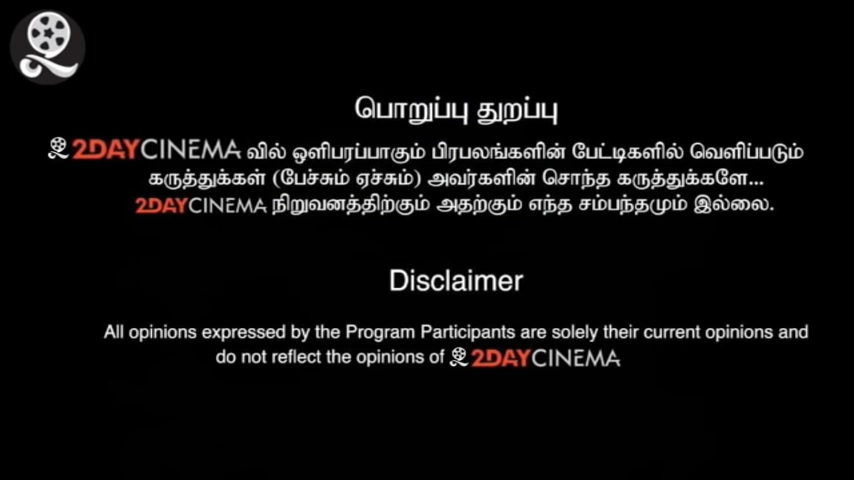 பொறுப்பு துறப்பு
2DAYCINEMA வில் ஒளிபரப்பாகும் பிரபலங்களின் பேட்டிகளில் வெளிப்படும்
கருத்துக்கள் (பேச்சும் ஏச்சும்) அவர்களின் சொந்த கருத்துக்களே...
2DAYCINEMA நிறுவனத்திற்கும் அதற்கும் எந்த சம்பந்தமும் இல்லை.
Disclaimer
All opinions expressed by the Program Participants are solely their current opinions and
do not reflect the opinions of 2DAYCINEMA